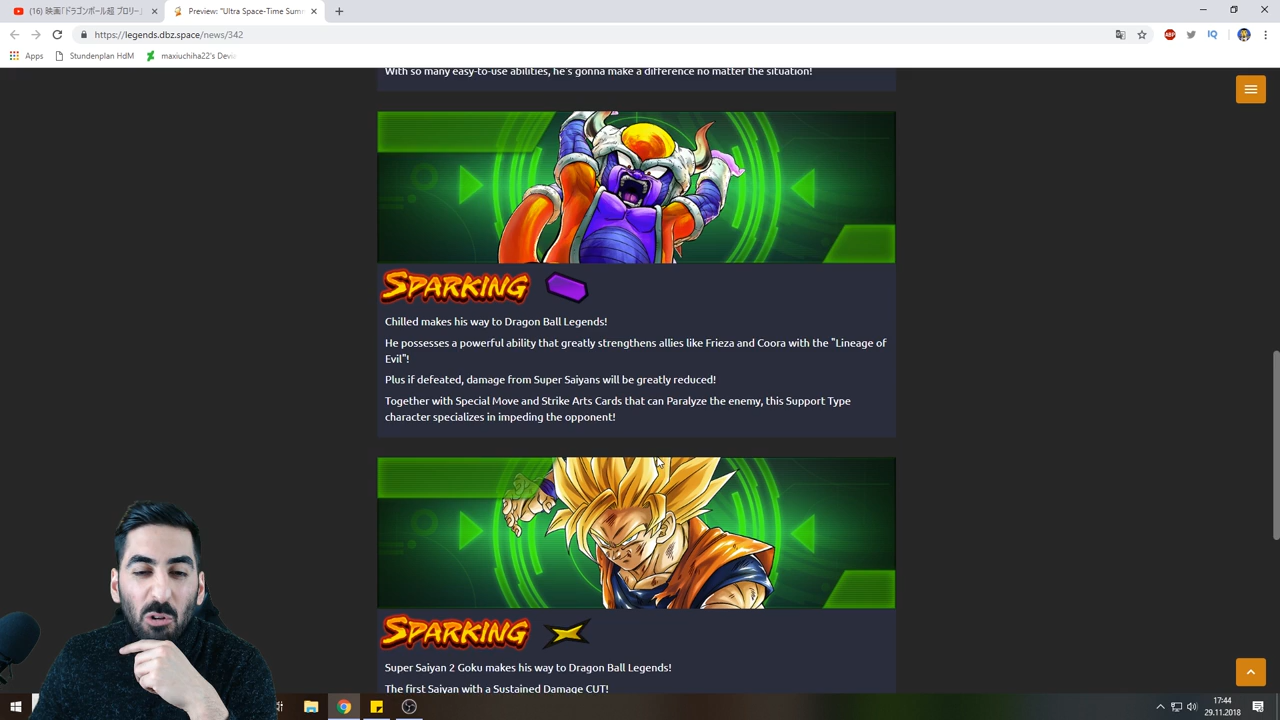 (16) 映画「ドラゴンボール超 ブロリー」
Preview: "Ultra Space-Time Sum
https://legends.dbz.space/news/342
ABP
IQ
Apps
Stundenplan HdM
maxiuchiha22's Devi
With so many easy-to-use abilities, he's gonna make a difference no matter the situation!
SPARKING
Chilled makes his way to Dragon Ball Legends!
He possesses a powerful ability that greatly strengthens allies like Frieza and Coora with the "Lineage of
Evil"!
Plus if defeated, damage from Super Saiyans will be greatly reduced!
Together with Special Move and Strike Arts Cards that can Paralyze the enemy, this Support Type
character specializes in impeding the opponent!
SPARKING
Super Saiyan 2 Goku makes his way to Dragon Ball Legends!
The first Saiyan with a Sustained Damage CUT!
17:44
29.11.2018